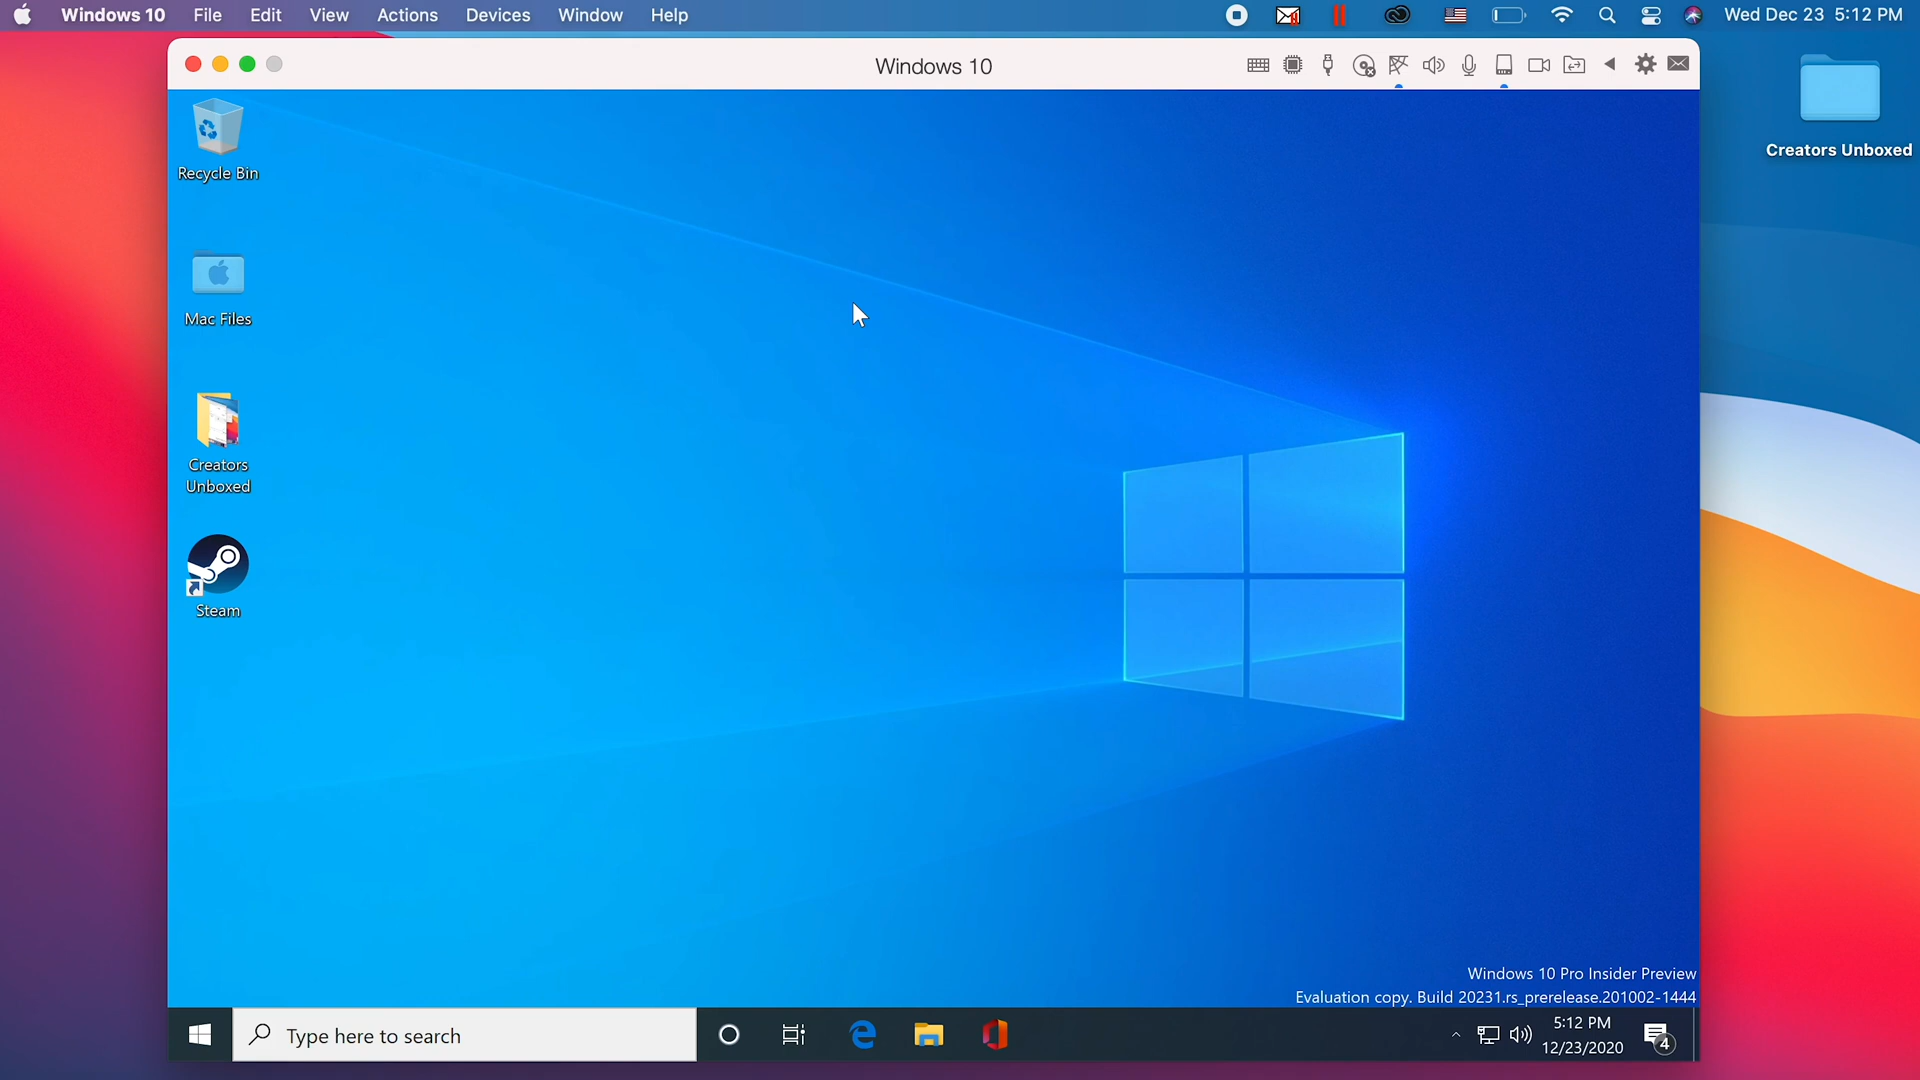 Windows 10 File Edit View Actions Devices Window Help Wed Dec 23 5:12 PM
Windows 10
Creators Unboxed
Recycle Bin
Mac Files
Creators
Unboxed
Steam
Windows 10 Pro Insider Preview
Evaluation copy. Build 20231.rs_prerelease.201002-1444
Type here to search
5:12 PM
12/23/2020
4